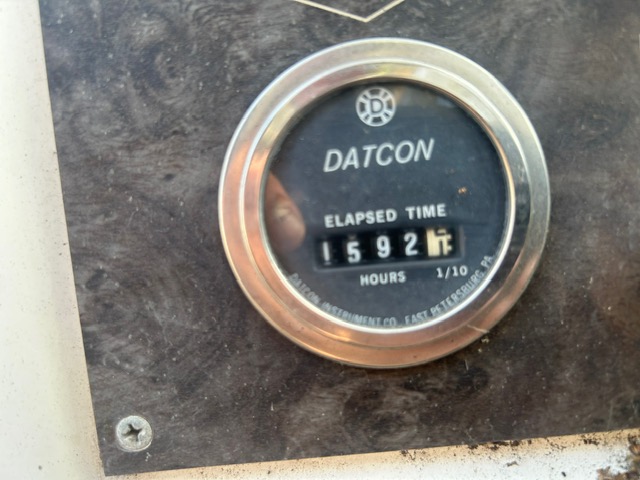 D
DATCON
ELAPSED TIME
1592
HOURS 1/10
DATCON INSTRUMENT CO. EAST PETERSBURG, PA